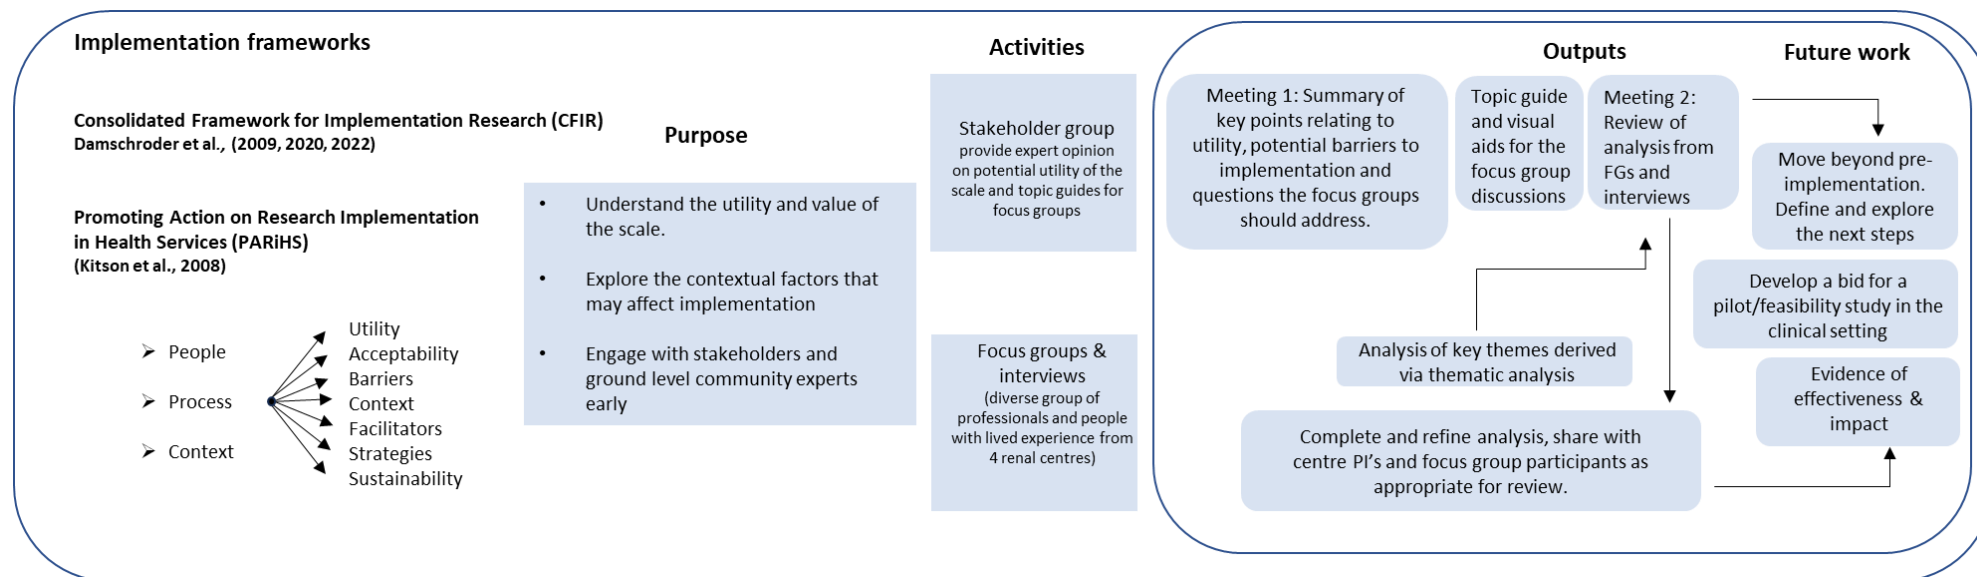 Implementation frameworks
Consolidated Framework for Implementation Research (CFIR)
Damschroder et al., (2009, 2020, 2022)
Promoting Action on Research Implementation
in Health Services (PARiHS)
(Kitson et al., 2008)
People
Process
Context
Utility
Acceptability
Barriers
Context
Facilitators
Strategies
Sustainability
Purpose
• Understand the utility and value of
the scale.
• Explore the contextual factors that
may affect implementation
• Engage with stakeholders and
ground level community experts
early
Activities
Stakeholder group
provide expert opinion
on potential utility of the
scale and topic guides for
focus groups
Focus groups &
interviews
(diverse group of
professionals and people
with lived experience from
4 renal centres)
Outputs
Meeting 1: Summary of
key points relating to
utility, potential barriers to
implementation and
questions the focus groups
should address.
Topic guide
and visual
aids for the
focus group
discussions
Meeting 2:
Review of
analysis from
FGs and
interviews
Analysis of key themes derived
via thematic analysis
Complete and refine analysis, share with
centre PI's and focus group participants as
appropriate for review.
Future work
Move beyond pre-
implementation.
Define and explore
the next steps
Develop a bid for a
pilot/feasibility study in the
clinical setting
Evidence of
effectiveness &
impact